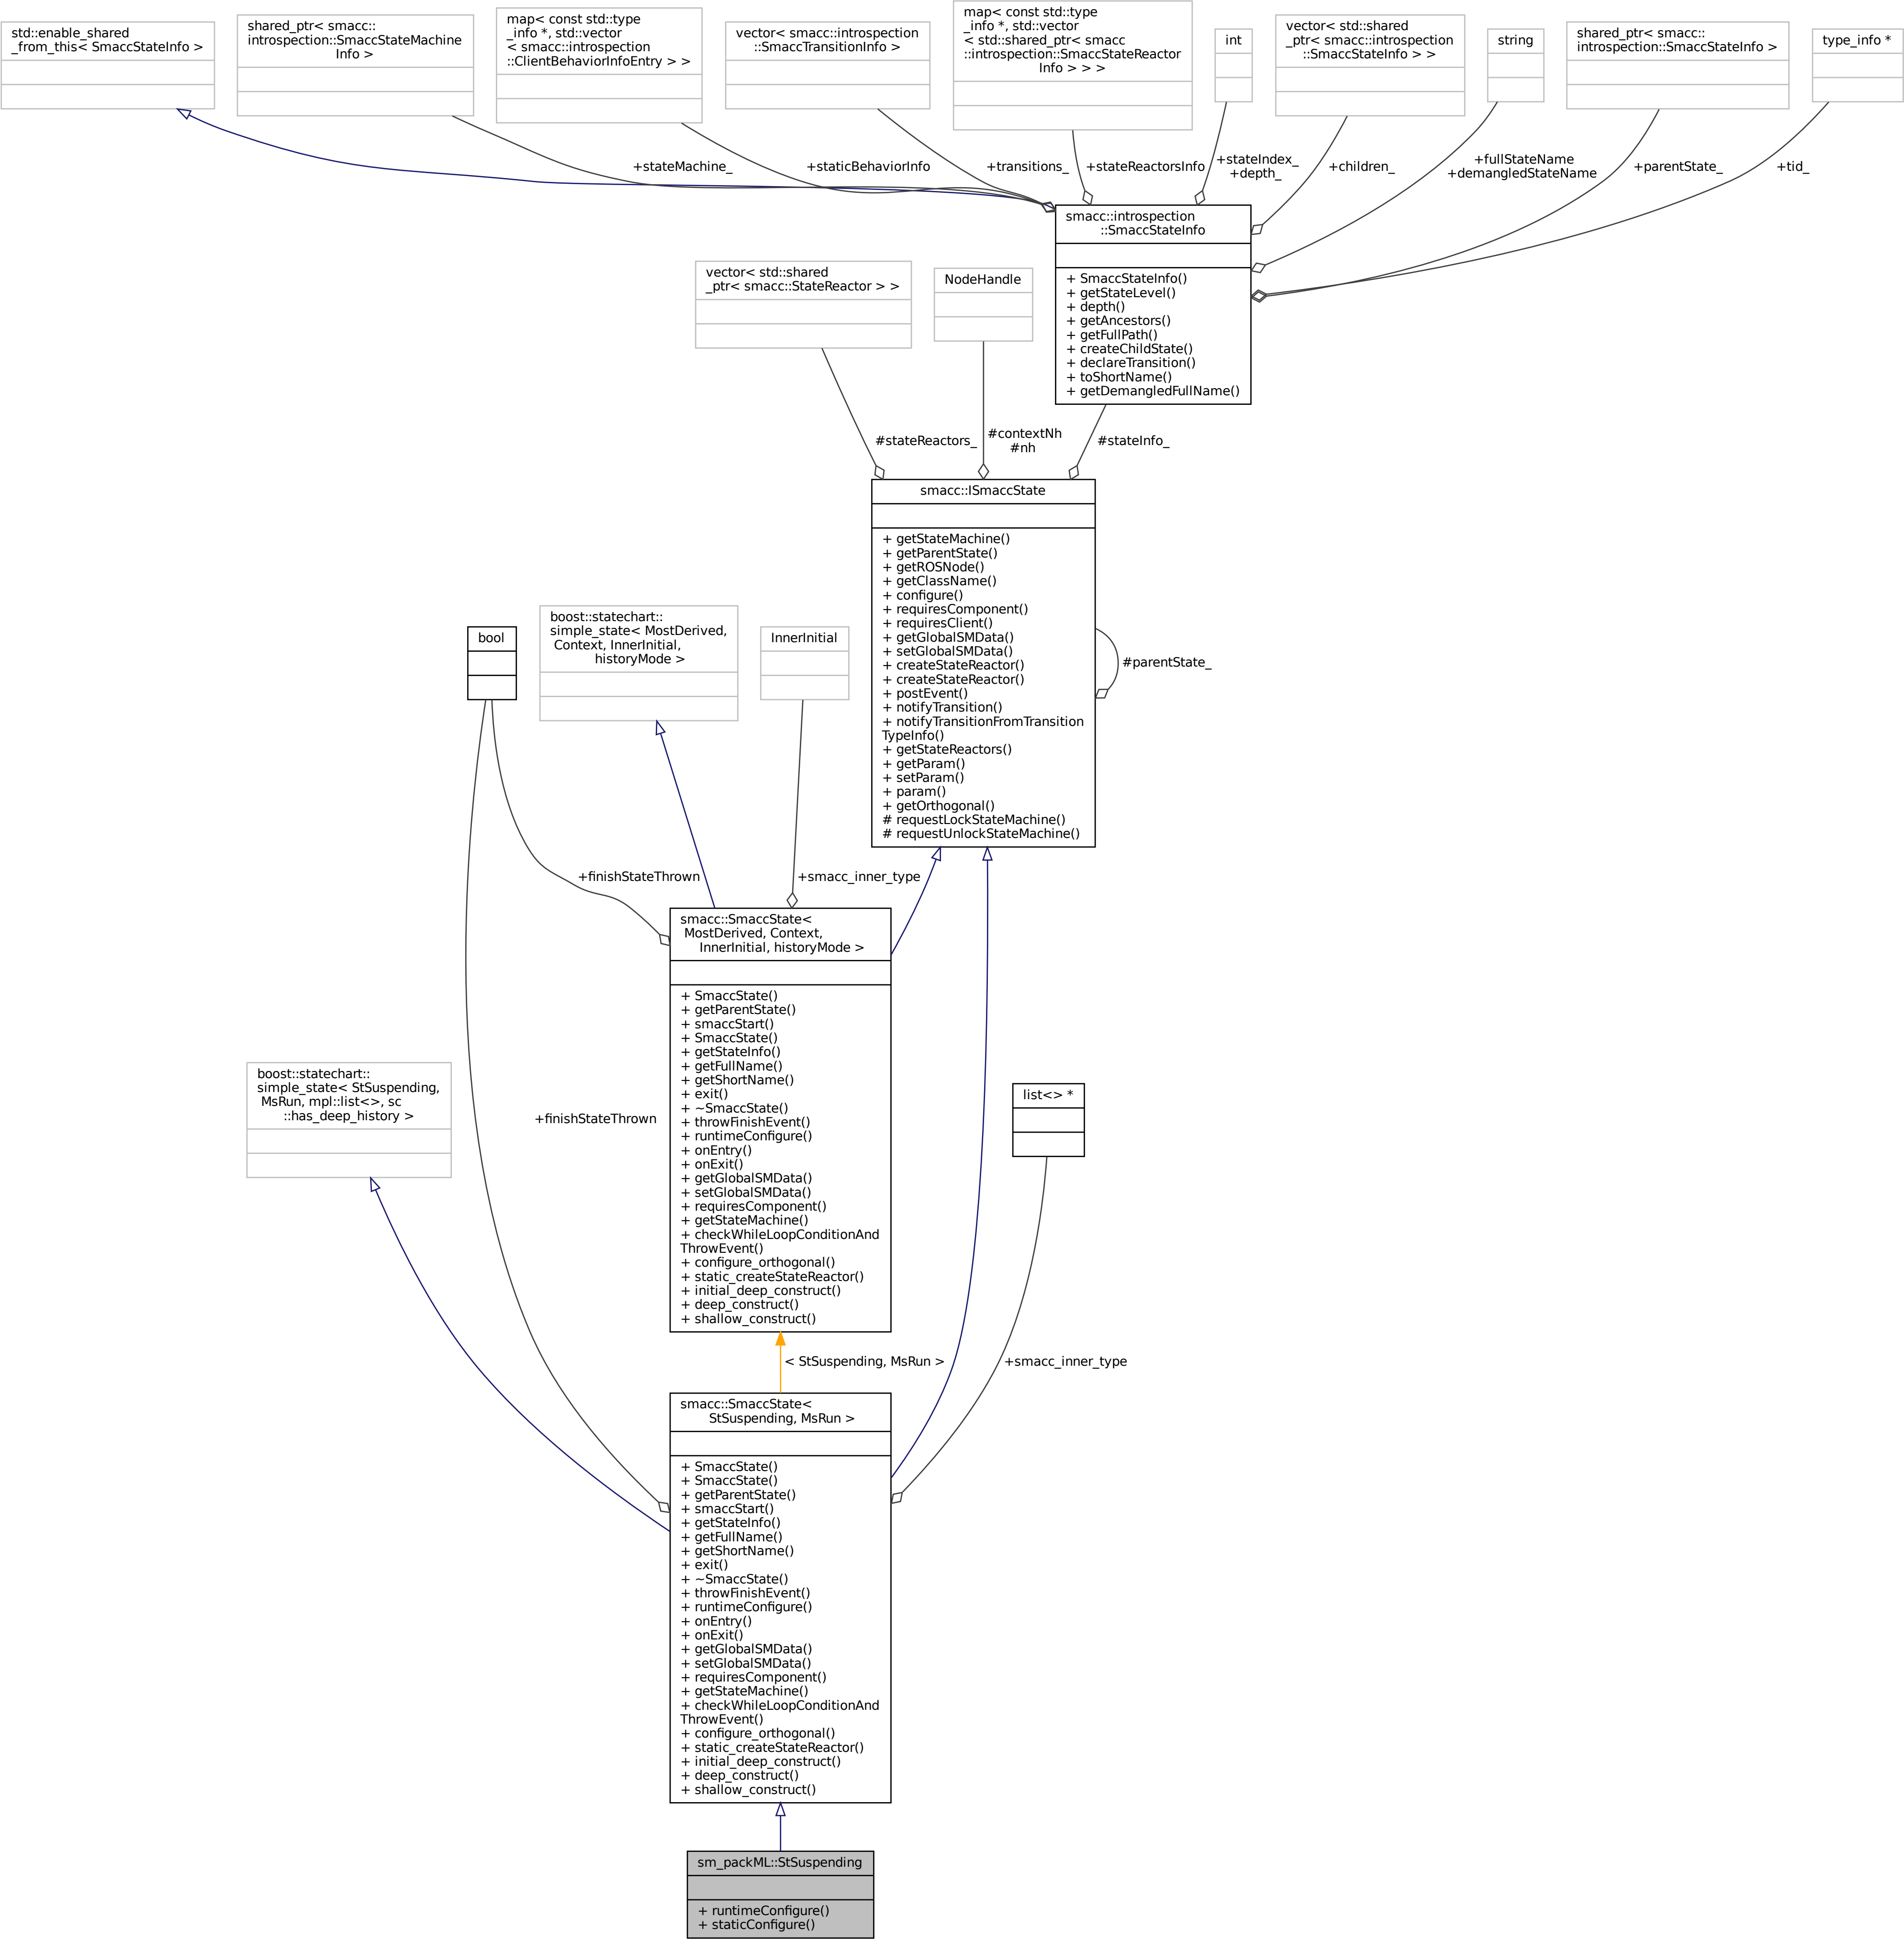 std::enable_shared
_from_this< SmaccStateInfo >
shared_ptr< smacc::
introspection::SmaccStateMachine
Info >
map< const std::type
_info *, std::vector
< smacc::introspection
::ClientBehaviorInfoEntry > >
vector< smacc::introspection
::SmaccTransitionInfo >
map< const std::type
_info *, std::vector
< std::shared_ptr< smacc
::introspection::SmaccStateReactor
Info > > >
int
vector< std::shared
_ptr< smacc::introspection
::SmaccStateInfo > >
string
shared_ptr< smacc::
introspection::SmaccStateInfo >
type_info *
+stateMachine_
+staticBehaviorInfo
+transitions_
+stateReactorsInfo
+stateIndex_
+depth_
+children_
+fullStateName
+demangledStateName
+parentState_
+tid_
smacc::introspection
::SmaccStateInfo
+ SmaccStateInfo()
+ getStateLevel()
+ depth()
+ getAncestors()
+ getFullPath()
+ createChildState()
+ declareTransition()
+ toShortName()
+ getDemangledFullName()
vector< std::shared
_ptr< smacc::StateReactor > >
NodeHandle
#stateReactors_
#contextNh
#nh
#stateInfo_
smacc::ISmaccState
+ getStateMachine()
+ getParentState()
+ getROSNode()
+ getClassName()
+ configure()
+ requiresComponent()
+ requiresClient()
+ getGlobalSMData()
+ setGlobalSMData()
+ createStateReactor()
+ createStateReactor()
+ postEvent()
+ notifyTransition()
+ notifyTransitionFromTransition
TypeInfo()
+ getStateReactors()
+ getParam()
+ setParam()
+ param()
+ getOrthogonal()
# requestLockStateMachine()
# requestUnlockStateMachine()
#parentState_
bool
boost::statechart::
simple_state< MostDerived,
Context, InnerInitial,
historyMode >
InnerInitial
+finishStateThrown
+smacc_inner_type
smacc::SmaccState<
MostDerived, Context,
InnerInitial, historyMode >
+ SmaccState()
+ getParentState()
+ smaccStart()
+ SmaccState()
+ getStateInfo()
+ getFullName()
+ getShortName()
+ exit()
+ ~SmaccState()
+ throwFinishEvent()
+ runtimeConfigure()
+ onEntry()
+ onExit()
+ getGlobalSMData()
+ setGlobalSMData()
+ requiresComponent()
+ getStateMachine()
+ checkWhileLoopConditionAnd
ThrowEvent()
+ configure_orthogonal()
+ static_createStateReactor()
+ initial_deep_construct()
+ deep_construct()
+ shallow_construct()
boost::statechart::
simple_state< StSuspending,
MsRun, mpl::list<>, sc
::has_deep_history >
+finishStateThrown
list<> *
< StSuspending, MsRun >
+smacc_inner_type
smacc::SmaccState<
StSuspending, MsRun >
+ SmaccState()
+ SmaccState()
+ getParentState()
+ smaccStart()
+ getStateInfo()
+ getFullName()
+ getShortName()
+ exit()
+ ~SmaccState()
+ throwFinishEvent()
+ runtimeConfigure()
+ onEntry()
+ onExit()
+ getGlobalSMData()
+ setGlobalSMData()
+ requiresComponent()
+ getStateMachine()
+ checkWhileLoopConditionAnd
ThrowEvent()
+ configure_orthogonal()
+ static_createStateReactor()
+ initial_deep_construct()
+ deep_construct()
+ shallow_construct()
sm_packML::StSuspending
+ runtimeConfigure()
+ staticConfigure()